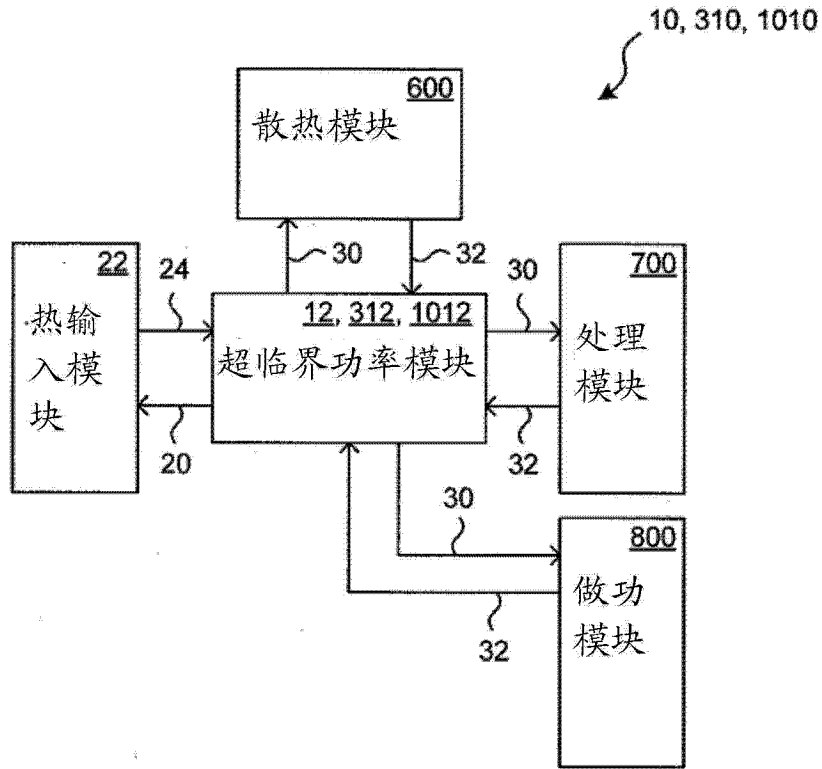 10, 310, 1010
600
散热模块
30
32
22
热输
入模
块
24
20
12, 312, 1012
超临界功率模块
30
32
700
处理
模块
30
32
800
做功
模块